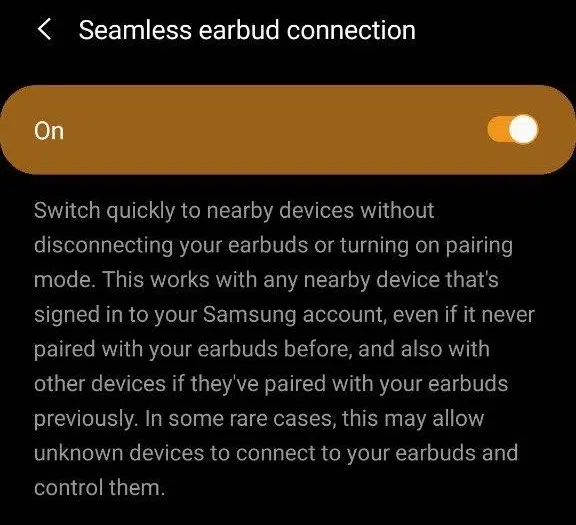 Seamless earbud connection
On
Switch quickly to nearby devices without
disconnecting your earbuds or turning on pairing
mode. This works with any nearby device that's
signed in to your Samsung account, even if it never
paired with your earbuds before, and also with
other devices if they've paired with your earbuds
previously. In some rare cases, this may allow
unknown devices to connect to your earbuds and
control them.